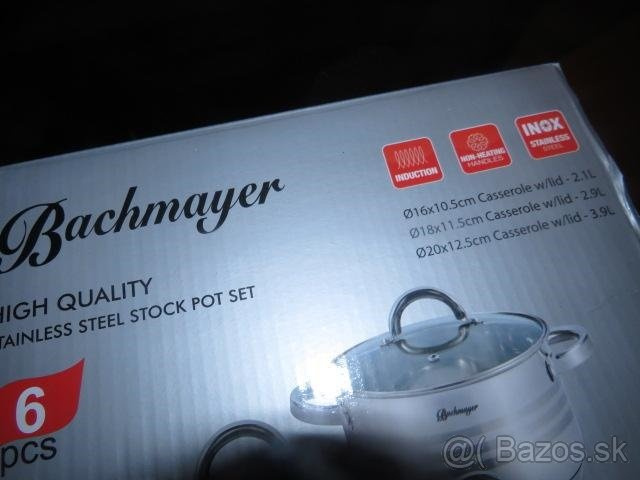 Bachmayer
HIGH QUALITY
STAINLESS STEEL STOCK POT SET
6
pcs
INDUCTION
NON-HEATING
HANDLES
INOX
STAINLESS
STEEL
Ø16x10.5cm Casserole w/lid - 2.1L
Ø18x11.5cm Casserole w/lid - 2.9L
Ø20x12.5cm Casserole w/lid - 3.9L
Bachmayer
@( Bazos.sk